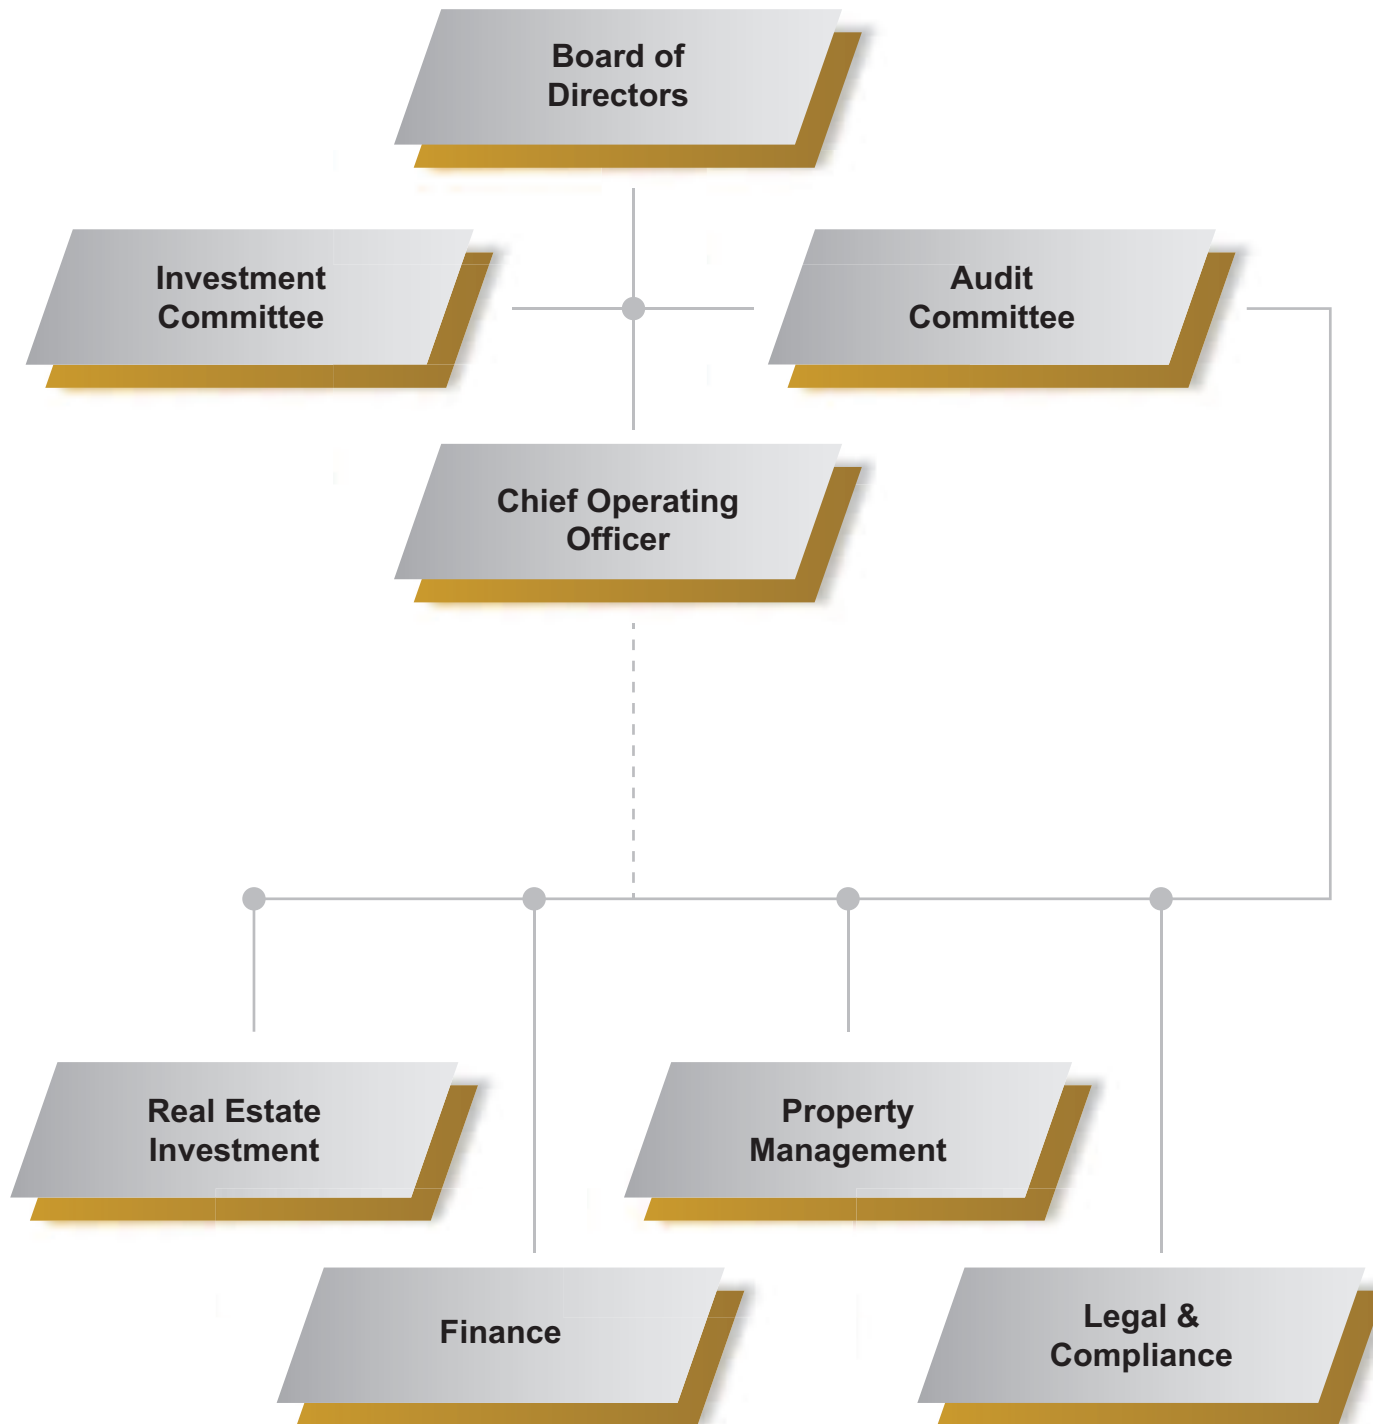 Board of
Directors
Investment
Committee
Audit
Committee
Chief Operating
Officer
Real Estate
Investment
Property
Management
Finance
Legal &
Compliance